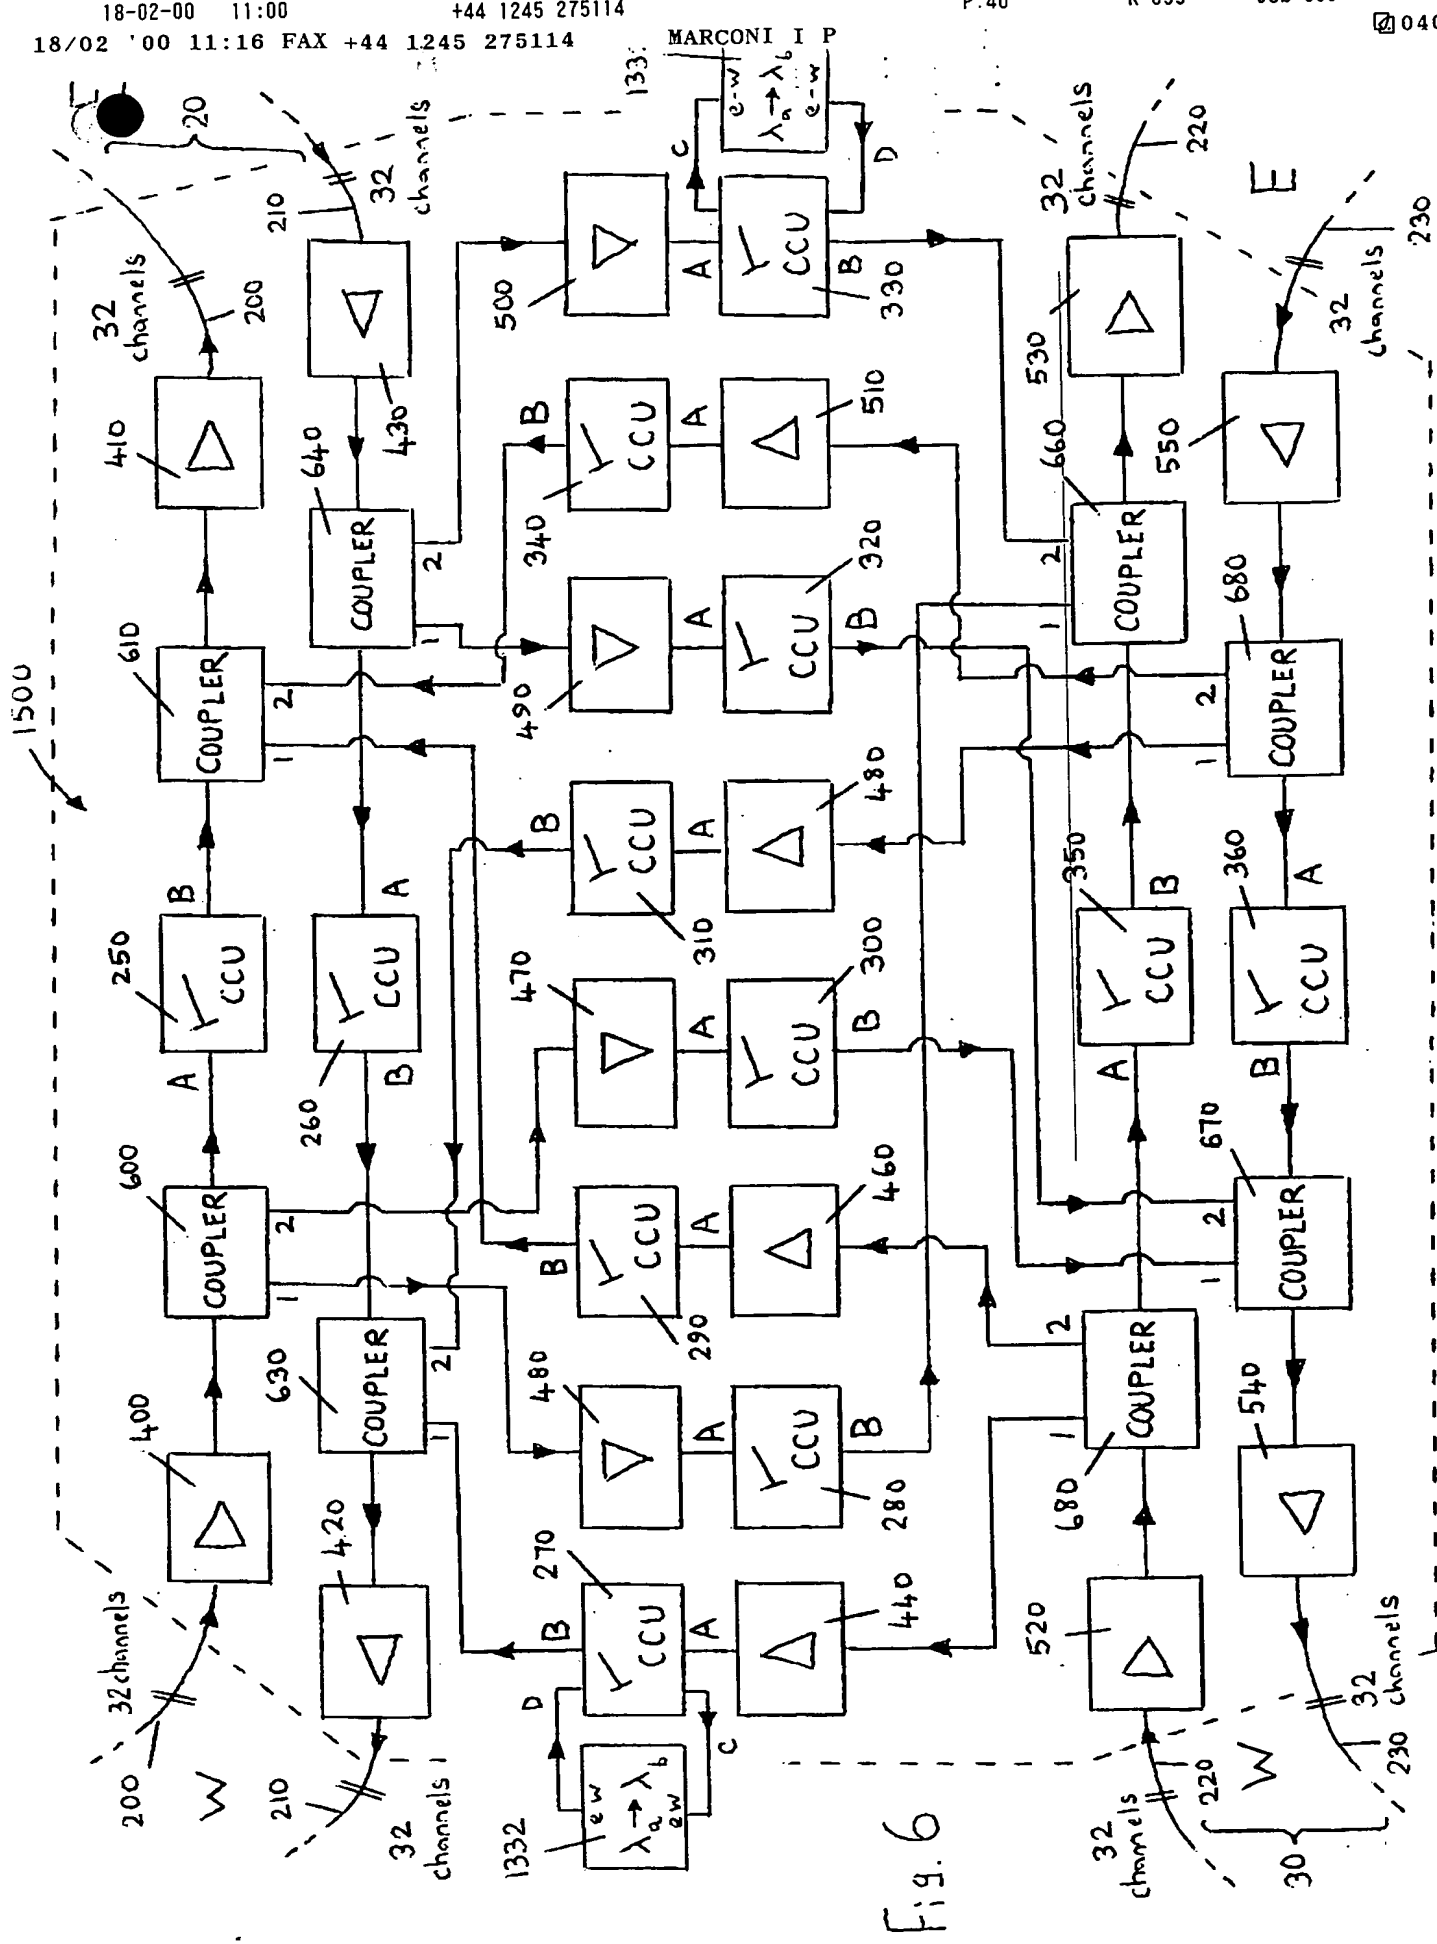 18-02-00 11:00 +44 1245 275114 P.40
18/02 '00 11:16 FAX +44 1245 275114 MARCONI I P 040
1500
20
E
W
32 channels
200
410
COUPLER
610
1
2
B
250
CCU
A
600
COUPLER
1
2
400
32 channels
200
W
32 channels
210
430
640
COUPLER
1
2
A
260
CCU
B
630
COUPLER
1
2
420
210
32 channels
500
A
CCU
330
B
C
D
133
e-w
λa → λb
e-w
B
340
CCU
A
510
490
A
CCU
320
B
B
310
CCU
A
480
470
A
CCU
300
B
B
290
CCU
A
460
480
A
CCU
280
B
270
B
CCU
A
440
D
C
1332
e w
λa → λb
e w
32 channels
220
530
660
COUPLER
1
2
350
B
CCU
A
680
COUPLER
1
2
520
220
32 channels
E
230
32 channels
550
680
COUPLER
1
2
360
A
CCU
B
670
COUPLER
1
2
540
32 channels
230
W
30
Fig. 6